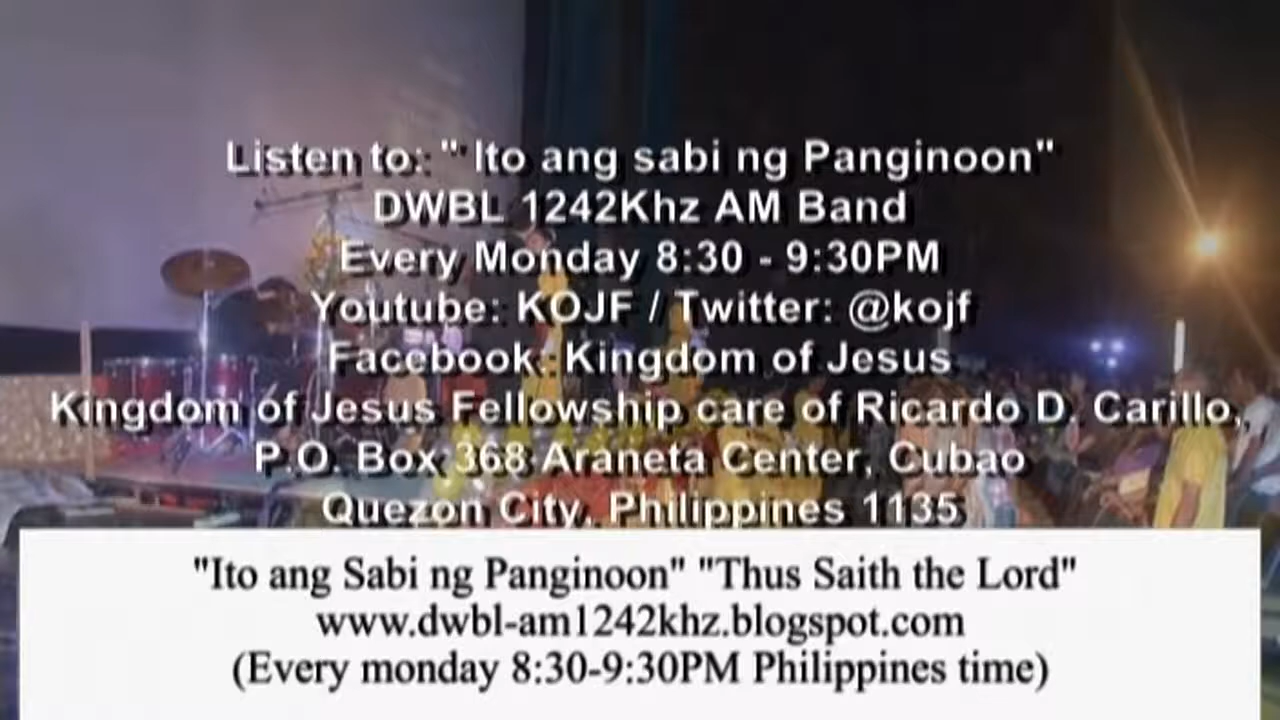 Listen to: " Ito ang sabi ng Panginoon"
DWBL 1242Khz AM Band
Every Monday 8:30 - 9:30PM
Youtube: KOJF / Twitter: @kojf
Facebook: Kingdom of Jesus
Kingdom of Jesus Fellowship care of Ricardo D. Carillo,
P.O. Box 368 Araneta Center, Cubao
Quezon City, Philippines 1135
"Ito ang Sabi ng Panginoon" "Thus Saith the Lord"
www.dwbl-am1242khz.blogspot.com
(Every monday 8:30-9:30PM Philippines time)